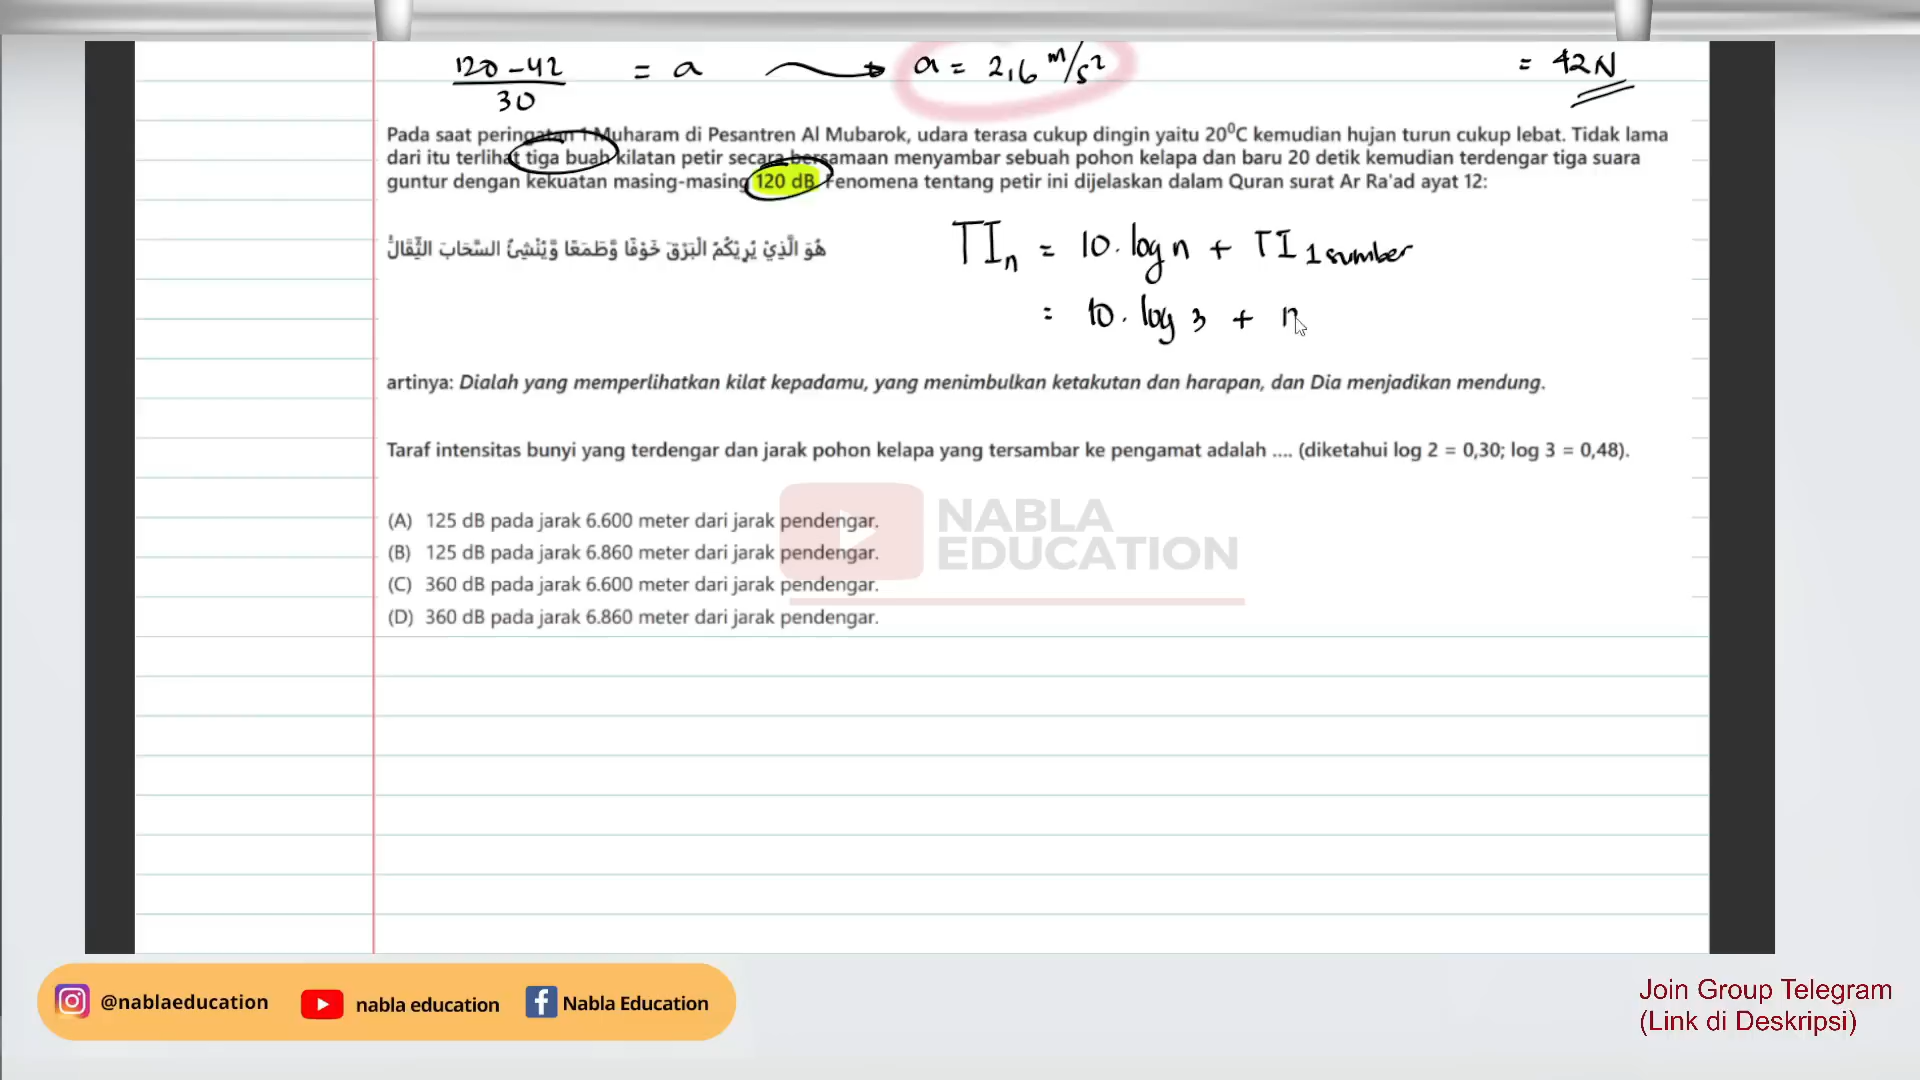 120 - 42 = a → a = 2,6 m/s² = 42N
30
Pada saat peringatan 1 Muharam di Pesantren Al Mubarok, udara terasa cukup dingin yaitu 20⁰C kemudian hujan turun cukup lebat. Tidak lama
dari itu terlihat tiga buah kilatan petir secara bersamaan menyambar sebuah pohon kelapa dan baru 20 detik kemudian terdengar tiga suara
guntur dengan kekuatan masing-masing 120 dB. Fenomena tentang petir ini dijelaskan dalam Quran surat Ar Ra'ad ayat 12:
هُوَ الَّذِيْ يُرِيْكُمُ الْبَرْقَ خَوْفًا وَّطَمَعًا وَّيُنْشِئُ السَّحَابَ الثِّقَالَۚ
TIₙ = 10. log n + TI 1 sumber
= 10. log 3 + 12
artinya: Dialah yang memperlihatkan kilat kepadamu, yang menimbulkan ketakutan dan harapan, dan Dia menjadikan mendung.
Taraf intensitas bunyi yang terdengar dan jarak pohon kelapa yang tersambar ke pengamat adalah .... (diketahui log 2 = 0,30; log 3 = 0,48).
(A) 125 dB pada jarak 6.600 meter dari jarak pendengar.
(B) 125 dB pada jarak 6.860 meter dari jarak pendengar.
(C) 360 dB pada jarak 6.600 meter dari jarak pendengar.
(D) 360 dB pada jarak 6.860 meter dari jarak pendengar.
NABLA
EDUCATION
@nablaeducation nabla education Nabla Education
Join Group Telegram
(Link di Deskripsi)